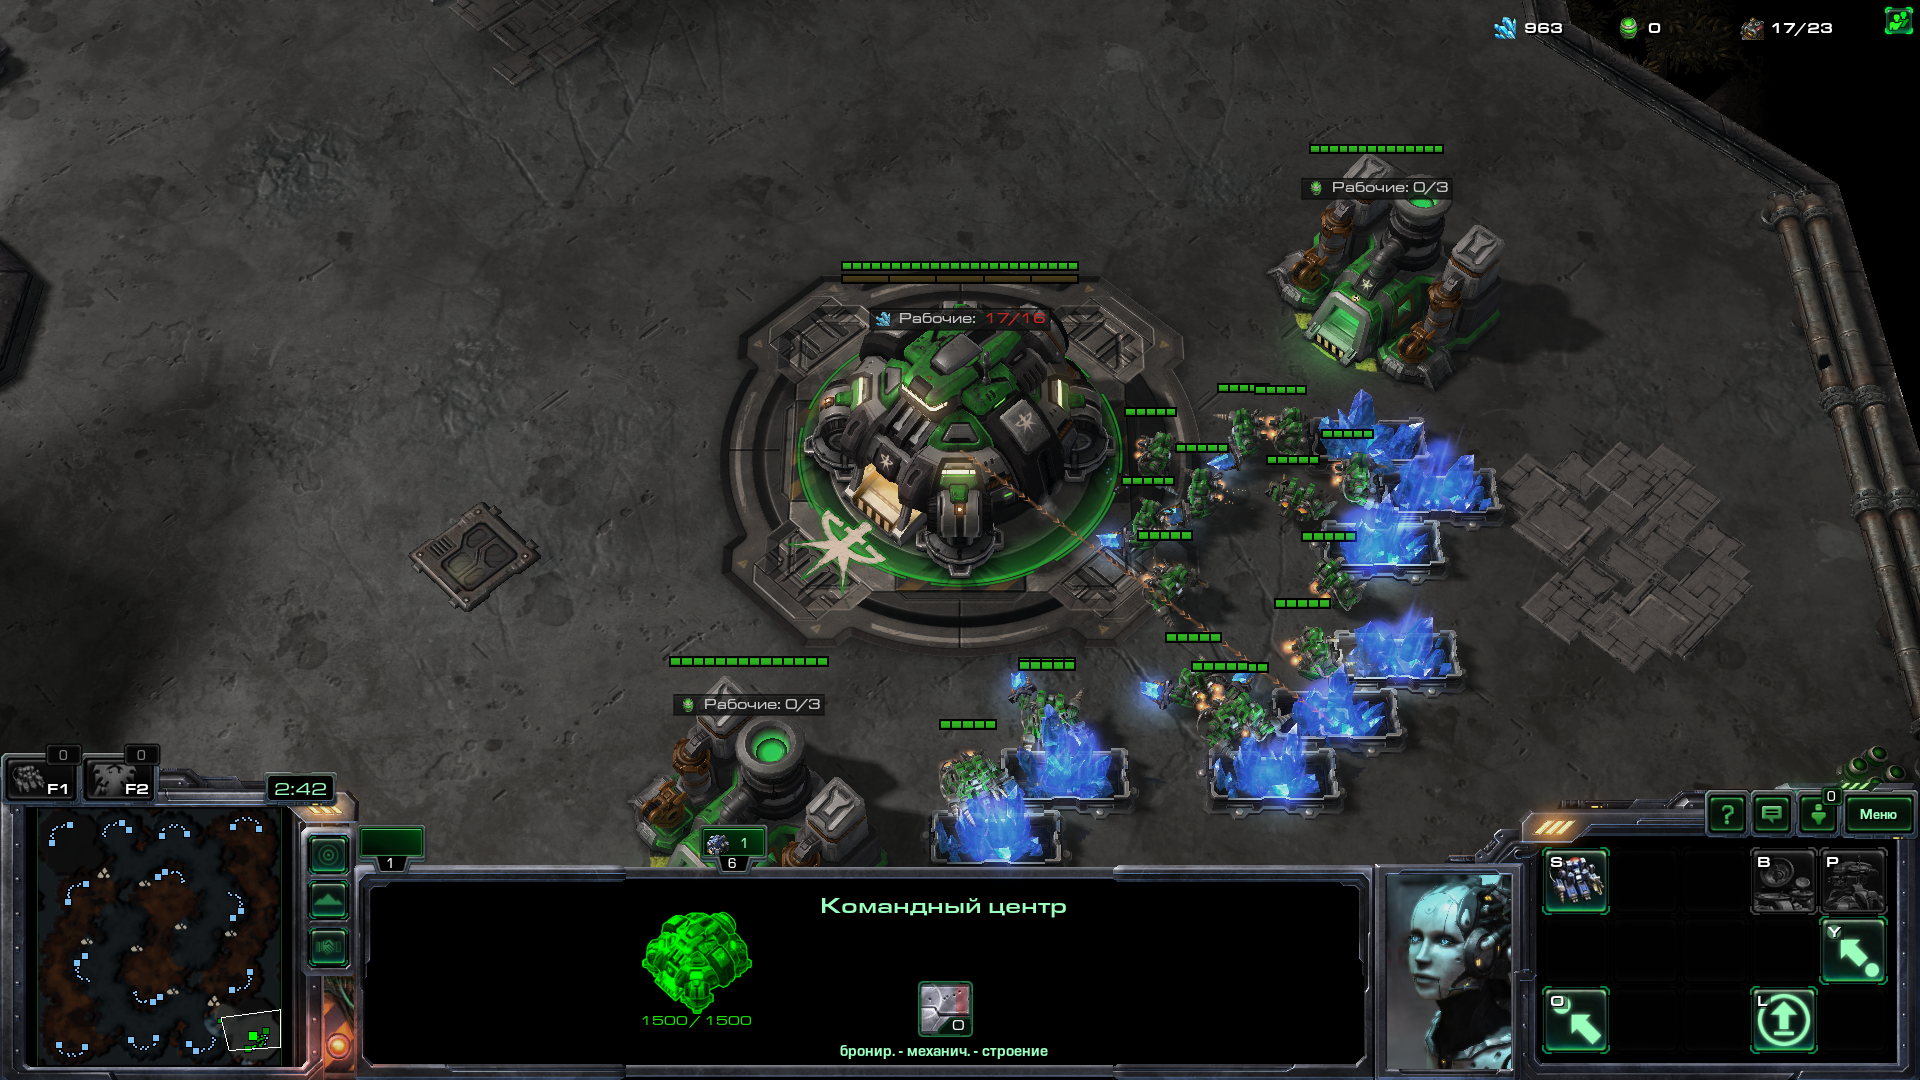 963 0 17/23
Рабочие: 0/3
Рабочие: 17/16
Рабочие: 0/3
0 0
F1 F2
2:42
1
1
6
0
Меню
Командный центр
1500/1500
0
бронир. - механич. - строение
S B P
Y
O L